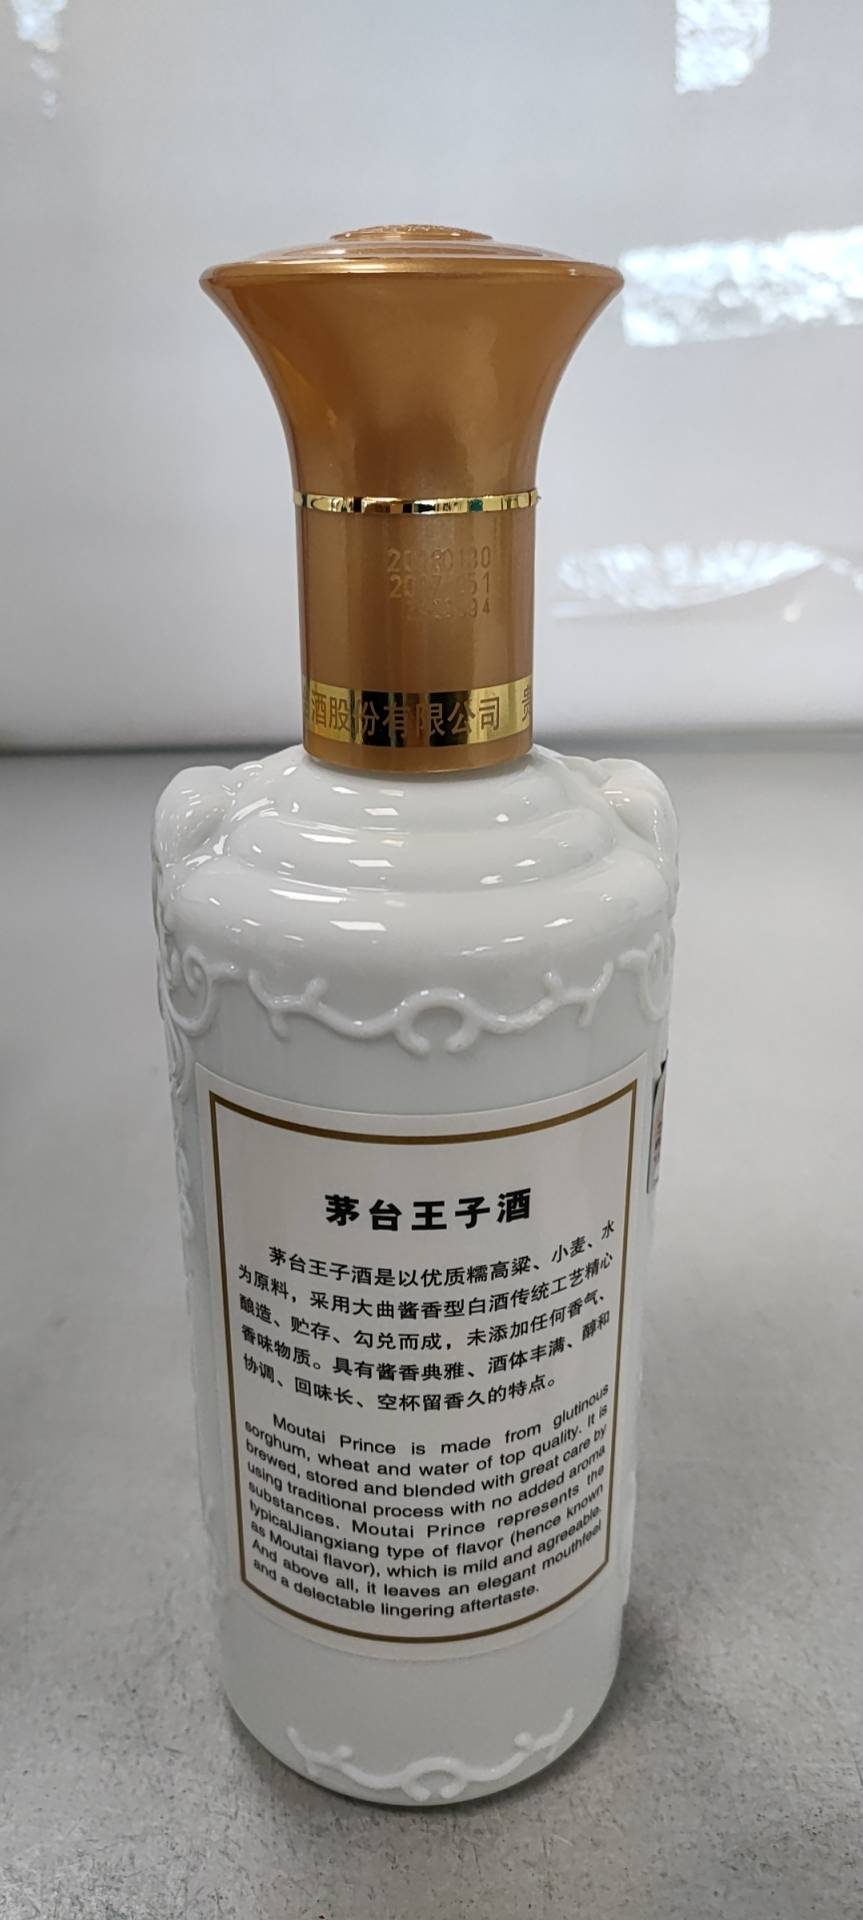 酒股份有限公司 贵
茅台王子酒
茅台王子酒是以优质糯高粱、小麦、水
为原料，采用大曲酱香型白酒传统工艺精心
酿造、贮存、勾兑而成，未添加任何香气、
香味物质。具有酱香典雅、酒体丰满、醇和
协调、回味长、空杯留香久的特点。
Moutai Prince is made from glutinous
sorghum, wheat and water of top quality. It is
brewed, stored and blended with great care by
using traditional process with no added aroma
substances. Moutai Prince represents the
typicalJiangxiang type of flavor (hence known
as Moutai flavor), which is mild and agreeable.
And above all, it leaves an elegant mouthfeel
and a delectable lingering aftertaste.